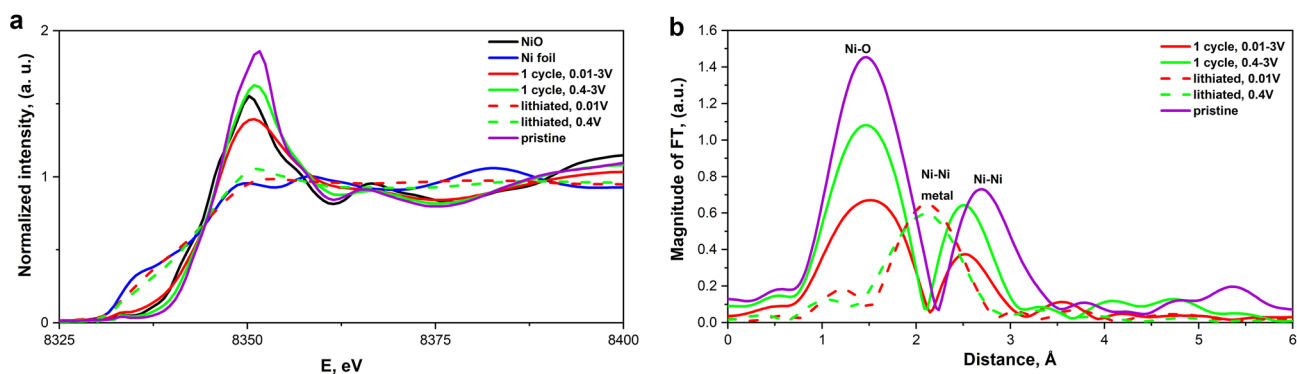 a
Normalized intensity, (a. u.)
2
1
0
8325
8350
8375
8400
E, eV
NiO
Ni foil
1 cycle, 0.01-3V
1 cycle, 0.4-3V
lithiated, 0.01V
lithiated, 0.4V
pristine
b
Magnitude of FT, (a.u.)
1.6
1.4
1.2
1.0
0.8
0.6
0.4
0.2
0.0
0
1
2
3
4
5
6
Distance, Å
Ni-O
Ni-Ni
metal
Ni-Ni
1 cycle, 0.01-3V
1 cycle, 0.4-3V
lithiated, 0.01V
lithiated, 0.4V
pristine